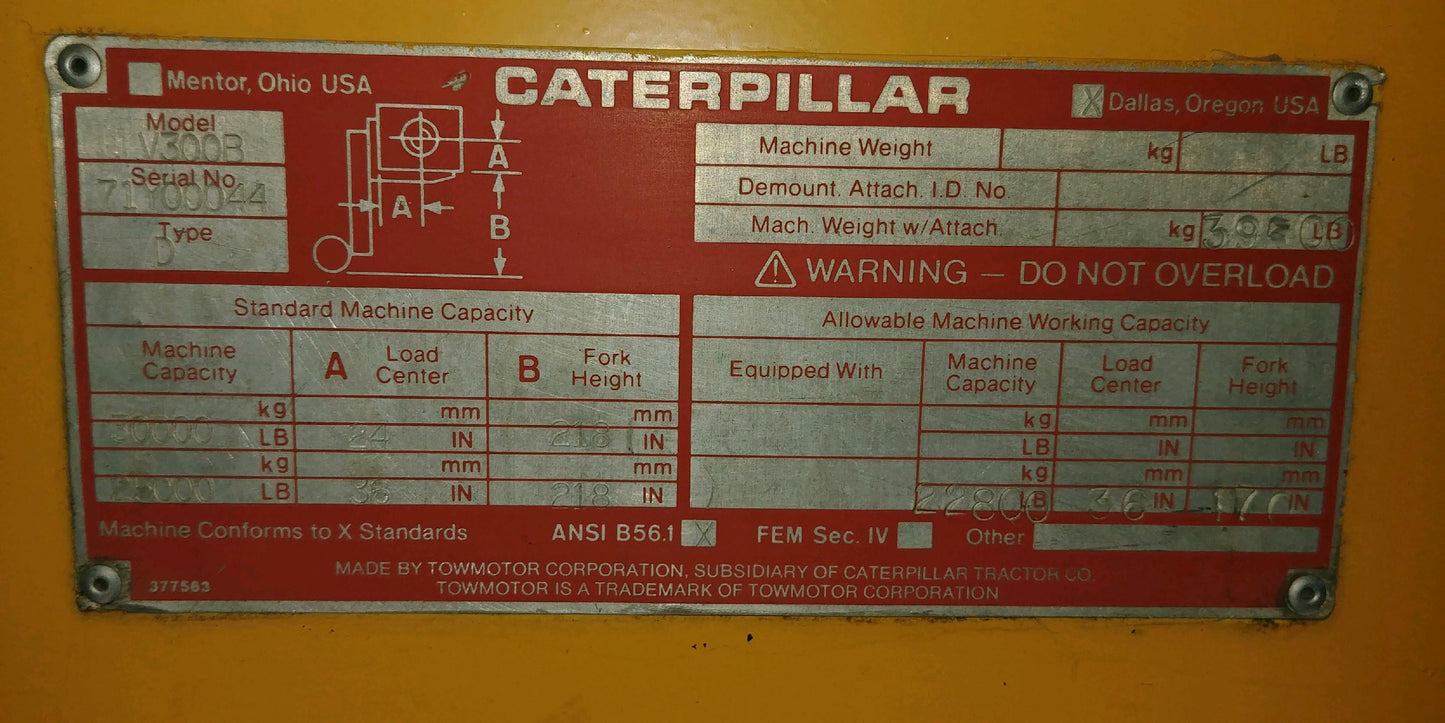 Mentor, Ohio USA
CATERPILLAR
X Dallas, Oregon USA
Model
V300B
Serial No.
71Y00044
Type
D
A
A
B
Machine Weight kg LB
Demount. Attach. I.D. No
Mach. Weight w/Attach. kg LB
WARNING – DO NOT OVERLOAD
Standard Machine Capacity
Machine Capacity A Load Center B Fork Height
kg mm mm
30000 LB 24 IN 218 IN
kg mm mm
LB 36 IN 218 IN
Allowable Machine Working Capacity
Equipped With Machine Capacity Load Center Fork Height
kg mm mm
LB IN IN
kg mm mm
22800 LB 36 IN 170 IN
Machine Conforms to X Standards ANSI B56.1 X FEM Sec. IV Other
MADE BY TOWMOTOR CORPORATION, SUBSIDIARY OF CATERPILLAR TRACTOR CO.
TOWMOTOR IS A TRADEMARK OF TOWMOTOR CORPORATION
377563